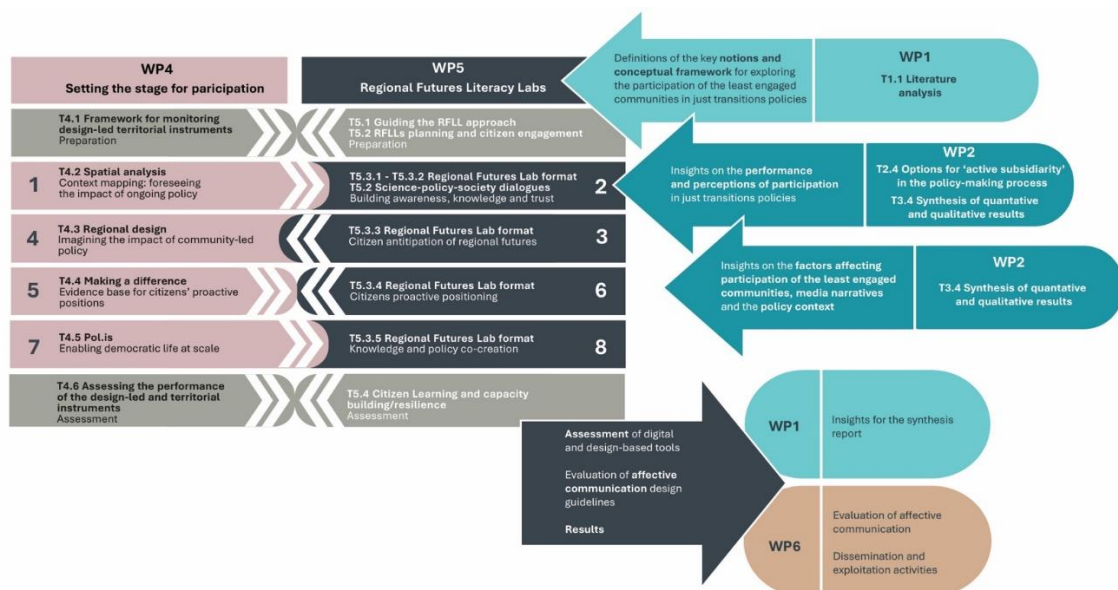 WP4
Setting the stage for paricipation
WP5
Regional Futures Literacy Labs
Definitions of the key notions and
conceptual framework for exploring
the participation of the least engaged
communities in just transitions policies
WP1
T1.1 Literature
analysis
T4.1 Framework for monitoring
design-led territorial instruments
Preparation
T5.1 Guiding the RFLL approach
T5.2 RFLLs planning and citizen engagement
Preparation
1
T4.2 Spatial analysis
Context mapping: foreseeing
the impact of ongoing policy
T5.3.1 - T5.3.2 Regional Futures Lab format
T5.2 Science-policy-society dialogues
Building awareness, knowledge and trust
2
Insights on the performance
and perceptions of participation
in just transitions policies
WP2
T2.4 Options for ‘active subsidiarity’
in the policy-making process
T3.4 Synthesis of quantative
and qualitative results
4
T4.3 Regional design
Imagining the impact of community-led
policy
T5.3.3 Regional Futures Lab format
Citizen antitipation of regional futures
3
5
T4.4 Making a difference
Evidence base for citizens’ proactive
positions
T5.3.4 Regional Futures Lab format
Citizens proactive positioning
6
Insights on the factors affecting
participation of the least engaged
communities, media narratives
and the policy context
WP2
T3.4 Synthesis of quantative
and qualitative results
7
T4.5 Pol.is
Enabling democratic life at scale
T5.3.5 Regional Futures Lab format
Knowledge and policy co-creation
8
T4.6 Assessing the performance
of the design-led and territorial
instruments
Assessment
T5.4 Citizen Learning and capacity
building/resilience
Assessment
Assessment of digital
and design-based tools
Evaluation of affective
communication design
guidelines
Results
WP1
Insights for the synthesis
report
WP6
Evaluation of affective
communication
Dissemination and
exploitation activities